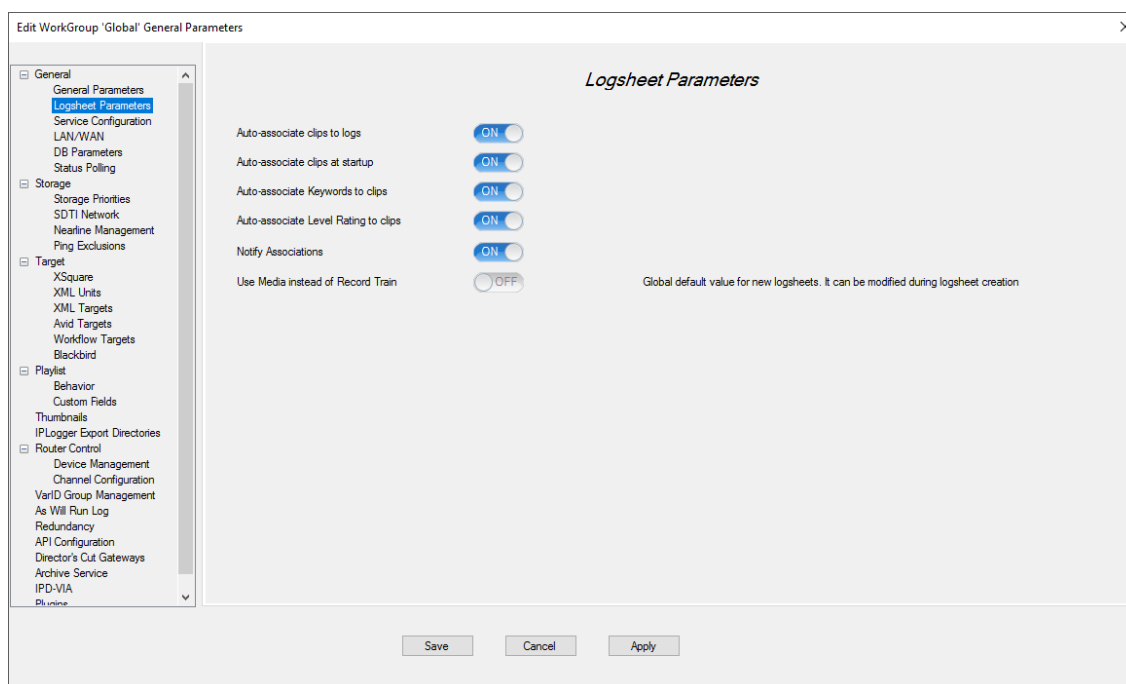 Edit WorkGroup 'Global' General Parameters
General
General Parameters
Logsheet Parameters
Service Configuration
LAN/WAN
DB Parameters
Status Polling
Storage
Storage Priorities
SDTI Network
Nearline Management
Ping Exclusions
Target
XSquare
XML Units
XML Targets
Avid Targets
Workflow Targets
Blackbird
Playlist
Behavior
Custom Fields
Thumbnails
IPLogger Export Directories
Router Control
Device Management
Channel Configuration
VarID Group Management
As Will Run Log
Redundancy
API Configuration
Director's Cut Gateways
Archive Service
IPD-VIA
Plugins
Logsheet Parameters
Auto-associate clips to logs ON
Auto-associate clips at startup ON
Auto-associate Keywords to clips ON
Auto-associate Level Rating to clips ON
Notify Associations ON
Use Media instead of Record Train OFF Global default value for new logsheets. It can be modified during logsheet creation
Save Cancel Apply